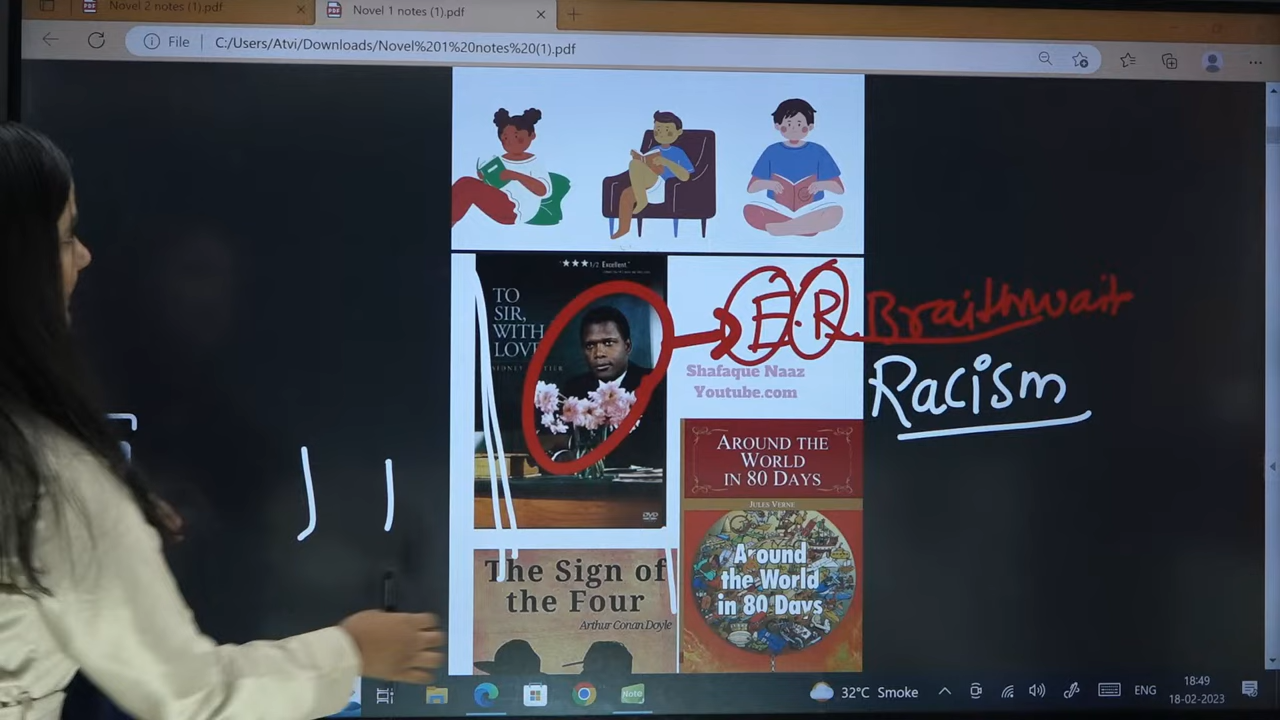 Novel 2 notes (1).pdf
Novel 1 notes (1).pdf
File
C:/Users/Atvi/Downloads/Novel%201%20notes%20(1).pdf
★★★1/2 Excellent."
TO
SIR,
WITH
LOVE
E.R Braithwait
Shafaque Naaz
Youtube.com
Racism
AROUND THE
WORLD
IN 80 DAYS
JULES VERNE
Around
the World
in 80 Days
DVD
The Sign of
the Four
Arthur Conan Doyle
32°C Smoke
ENG
18:49
18-02-2023